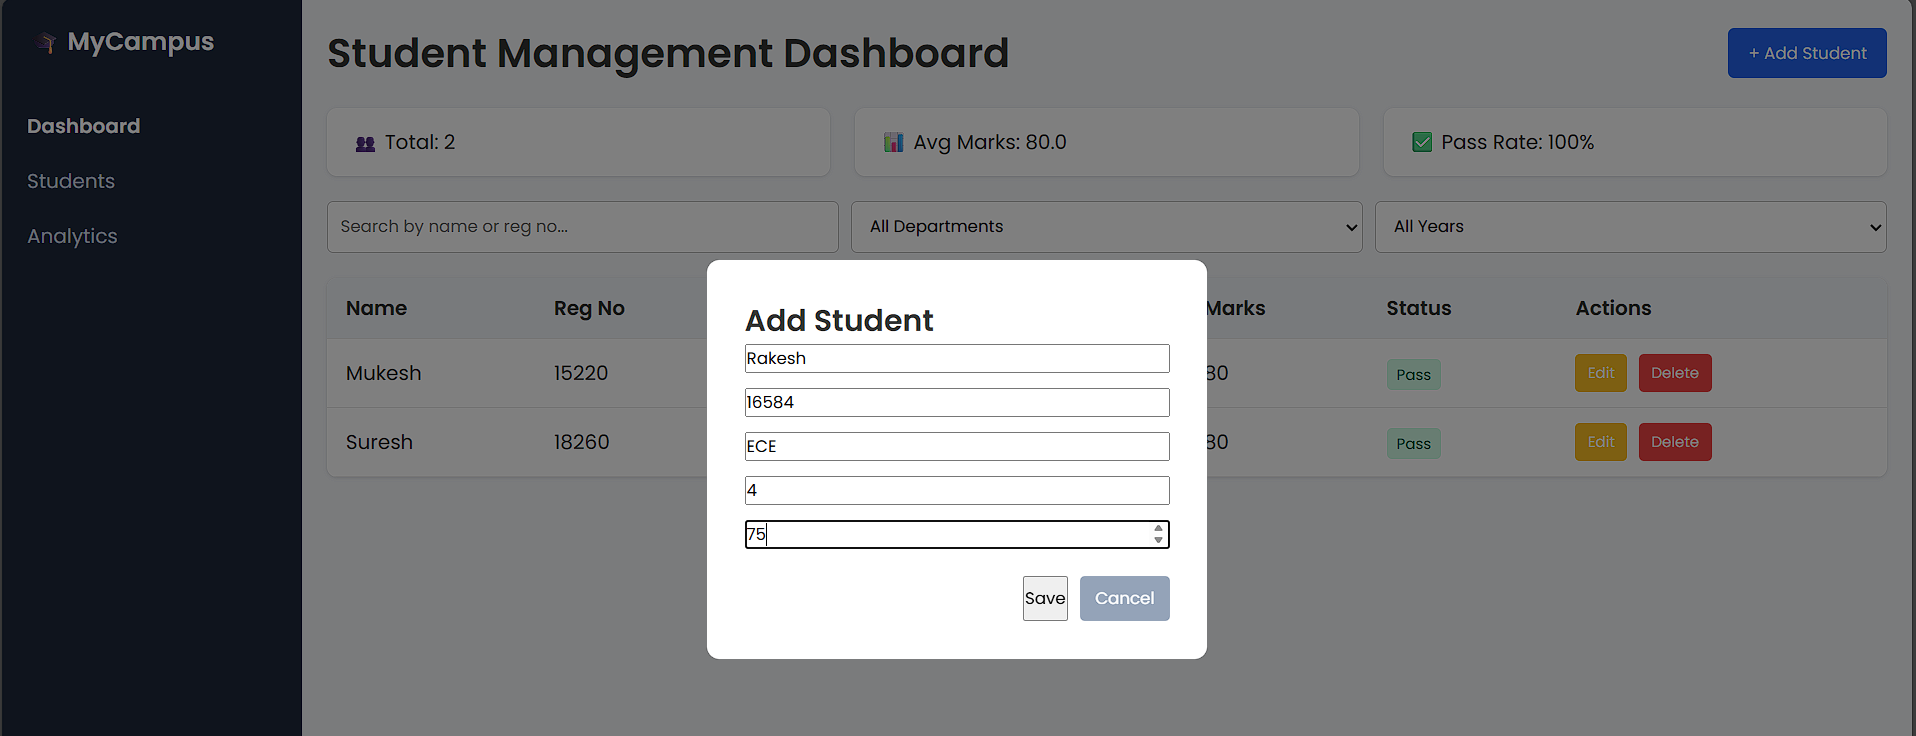 MyCampus
Dashboard
Students
Analytics
Student Management Dashboard
+ Add Student
Total: 2
Avg Marks: 80.0
Pass Rate: 100%
Search by name or reg no...
All Departments
All Years
Name Reg No Marks Status Actions
Mukesh 15220 80 Pass Edit Delete
Suresh 18260 80 Pass Edit Delete
Add Student
Rakesh
16584
ECE
4
75
Save Cancel